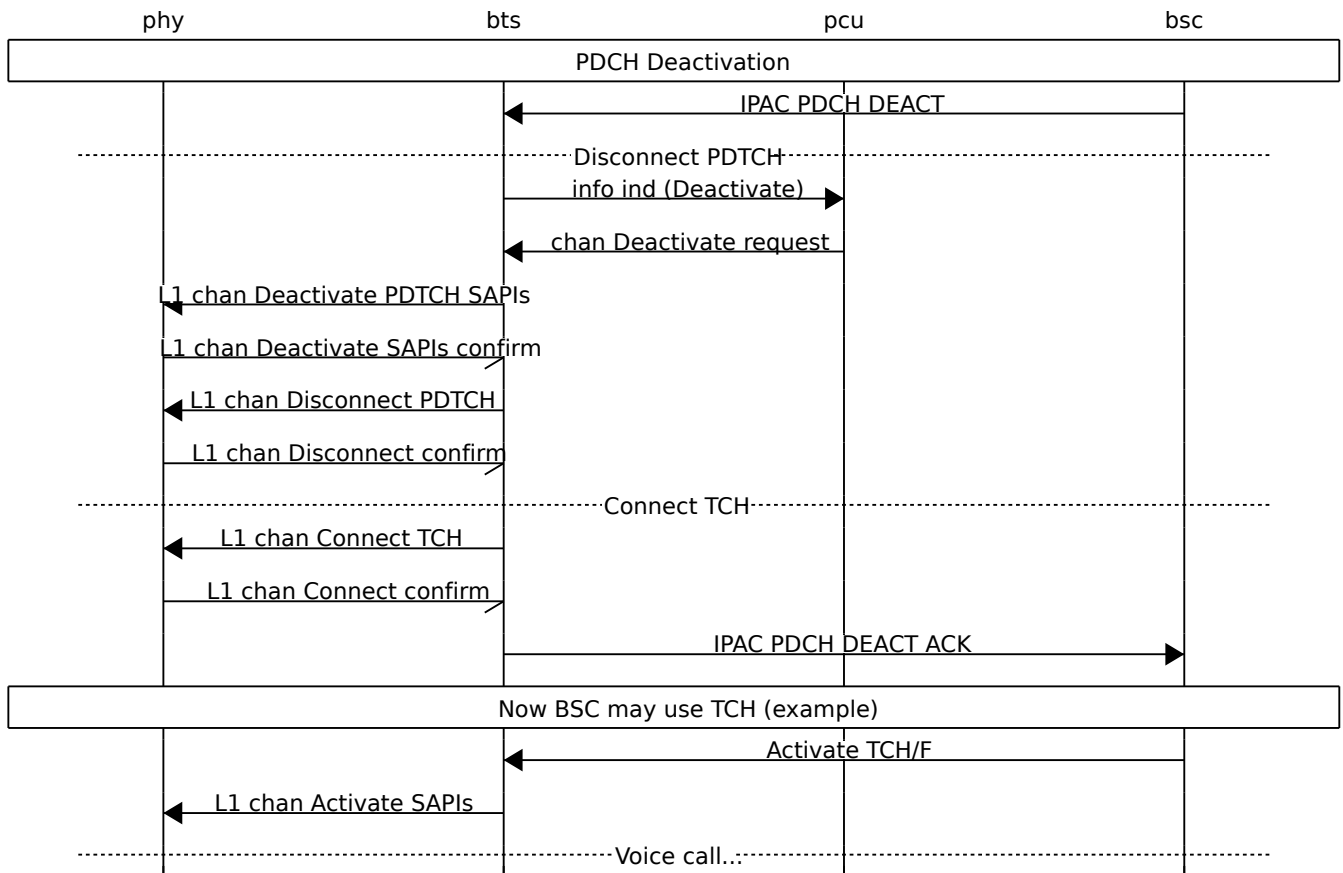 phy bts pcu bsc
PDCH Deactivation
IPAC PDCH DEACT
Disconnect PDTCH
info ind (Deactivate)
chan Deactivate request
L1 chan Deactivate PDTCH SAPIs
L1 chan Deactivate SAPIs confirm
L1 chan Disconnect PDTCH
L1 chan Disconnect confirm
Connect TCH
L1 chan Connect TCH
L1 chan Connect confirm
IPAC PDCH DEACT ACK
Now BSC may use TCH (example)
Activate TCH/F
L1 chan Activate SAPIs
Voice call...